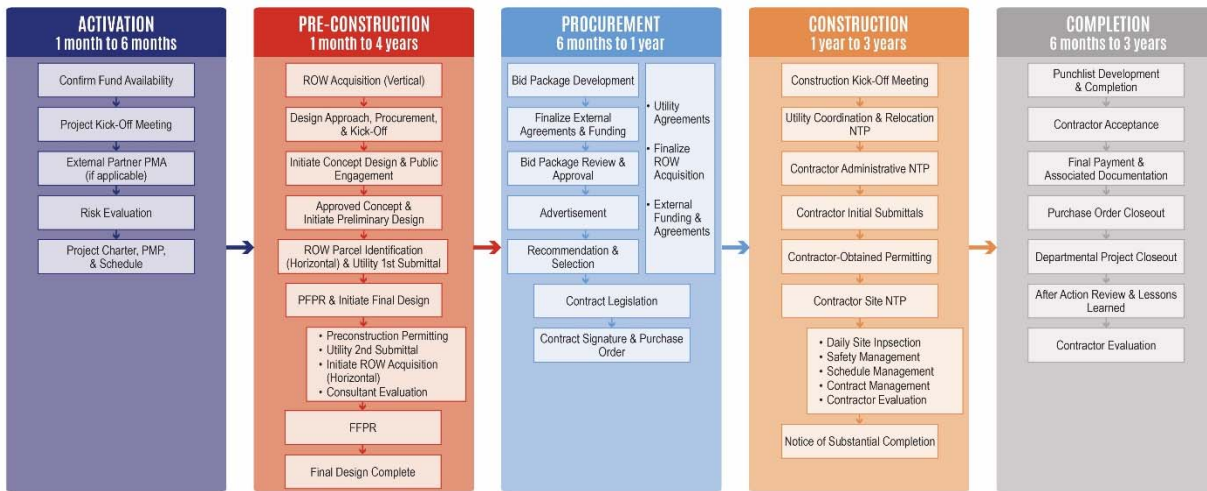 ACTIVATION
1 month to 6 months
Confirm Fund Availability
Project Kick-Off Meeting
External Partner PMA
(if applicable)
Risk Evaluation
Project Charter, PMP,
& Schedule
PRE-CONSTRUCTION
1 month to 4 years
ROW Acquisition (Vertical)
Design Approach, Procurement,
& Kick-Off
Initiate Concept Design & Public
Engagement
Approved Concept &
Initiate Preliminary Design
ROW Parcel Identification
(Horizontal) & Utility 1st Submittal
PFPR & Initiate Final Design
• Preconstruction Permitting
• Utility 2nd Submittal
• Initiate ROW Acquisition
(Horizontal)
• Consultant Evaluation
FFPR
Final Design Complete
PROCUREMENT
6 months to 1 year
Bid Package Development
Finalize External
Agreements & Funding
Bid Package Review &
Approval
Advertisement
Recommendation &
Selection
• Utility
Agreements
• Finalize
ROW
Acquisition
• External
Funding &
Agreements
Contract Legislation
Contract Signature & Purchase
Order
CONSTRUCTION
1 year to 3 years
Construction Kick-Off Meeting
Utility Coordination & Relocation
NTP
Contractor Administrative NTP
Contractor Initial Submittals
Contractor-Obtained Permitting
Contractor Site NTP
• Daily Site Inpsection
• Safety Management
• Schedule Management
• Contract Management
• Contractor Evaluation
Notice of Substantial Completion
COMPLETION
6 months to 3 years
Punchlist Development
& Completion
Contractor Acceptance
Final Payment &
Associated Documentation
Purchase Order Closeout
Departmental Project Closeout
After Action Review & Lessons
Learned
Contractor Evaluation